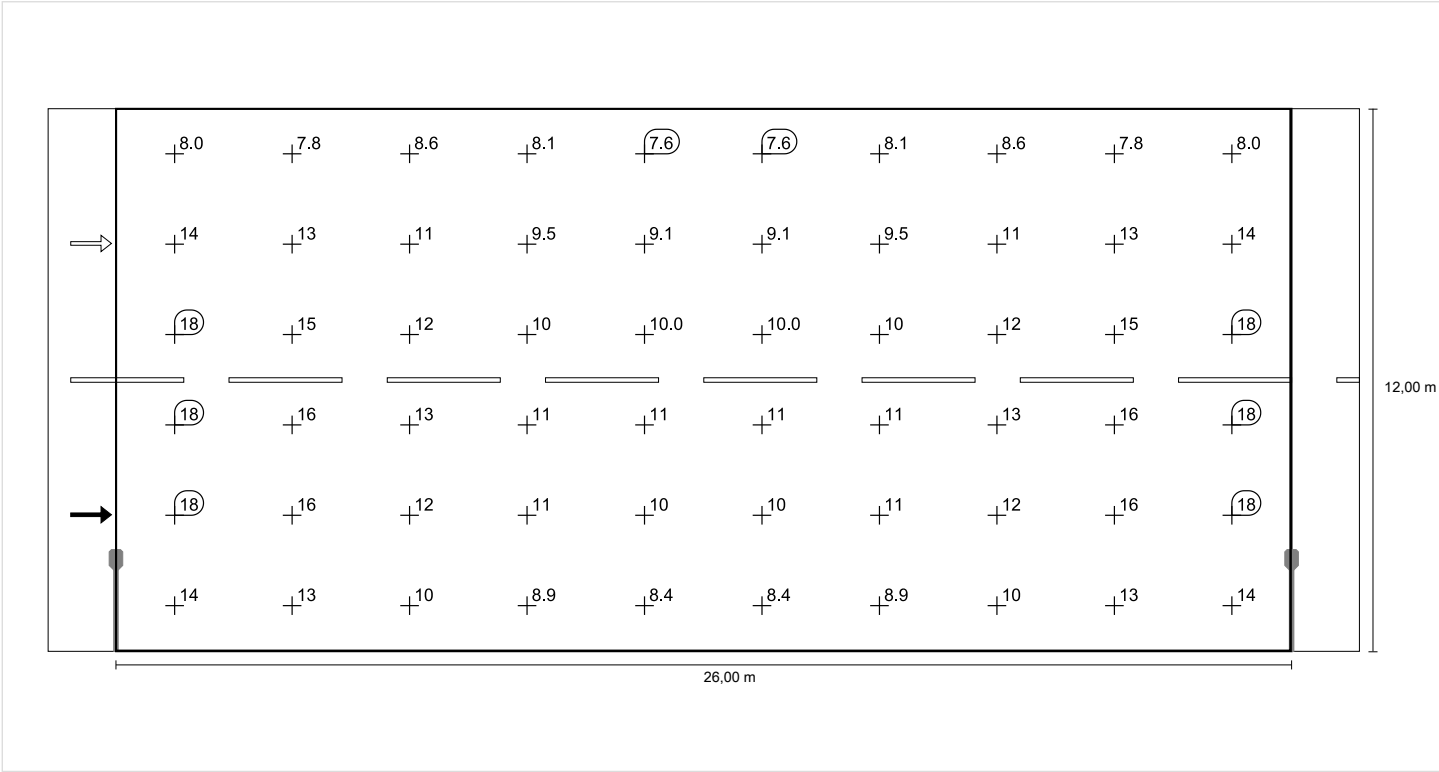 8.0 7.8 8.6 8.1 7.6 7.6 8.1 8.6 7.8 8.0
14 13 11 9.5 9.1 9.1 9.5 11 13 14
18 15 12 10 10.0 10.0 10 12 15 18
12,00 m
18 16 13 11 11 11 11 13 16 18
18 16 12 11 10 10 11 12 16 18
14 13 10 8.9 8.4 8.4 8.9 10 13 14
26,00 m